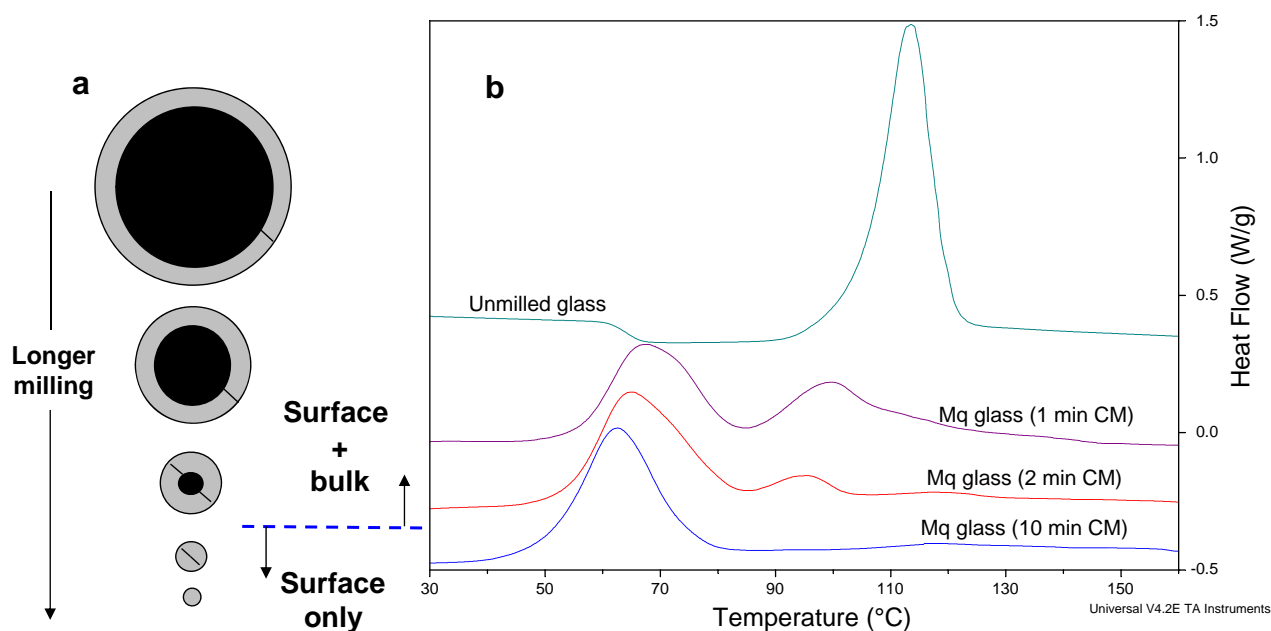 a
Longer
milling
Surface
+
bulk
Surface
only
b
Unmilled glass
Mq glass (1 min CM)
Mq glass (2 min CM)
Mq glass (10 min CM)
1.5
1.0
0.5
0.0
-0.5
Heat Flow (W/g)
30 50 70 90 110 130 150
Temperature (°C)
Universal V4.2E TA Instruments